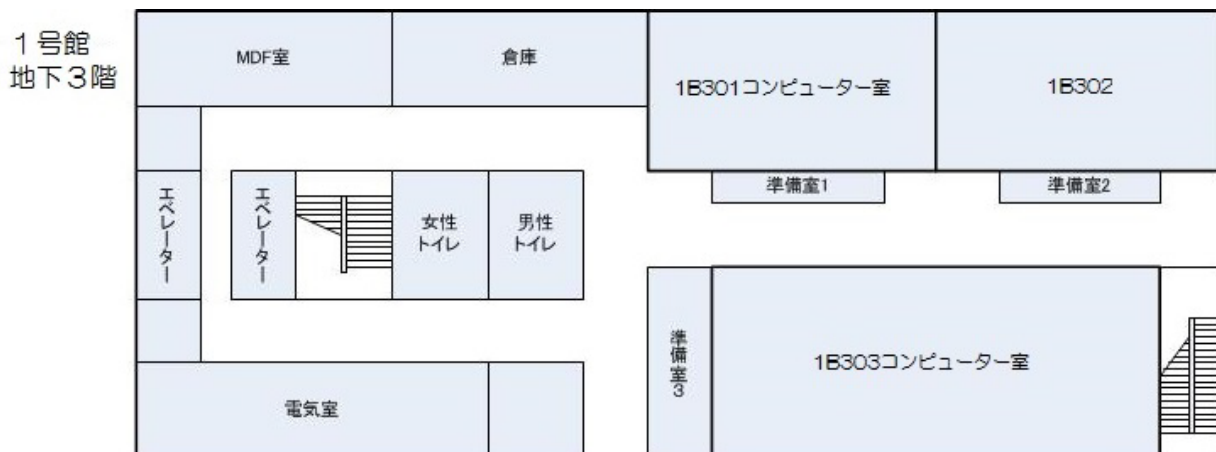 1号館
地下3階
MDF室
倉庫
1B301コンピューター室
1B302
準備室1
準備室2
エベレーター
エベレーター
女性
トイレ
男性
トイレ
準備室3
1B303コンピューター室
電気室